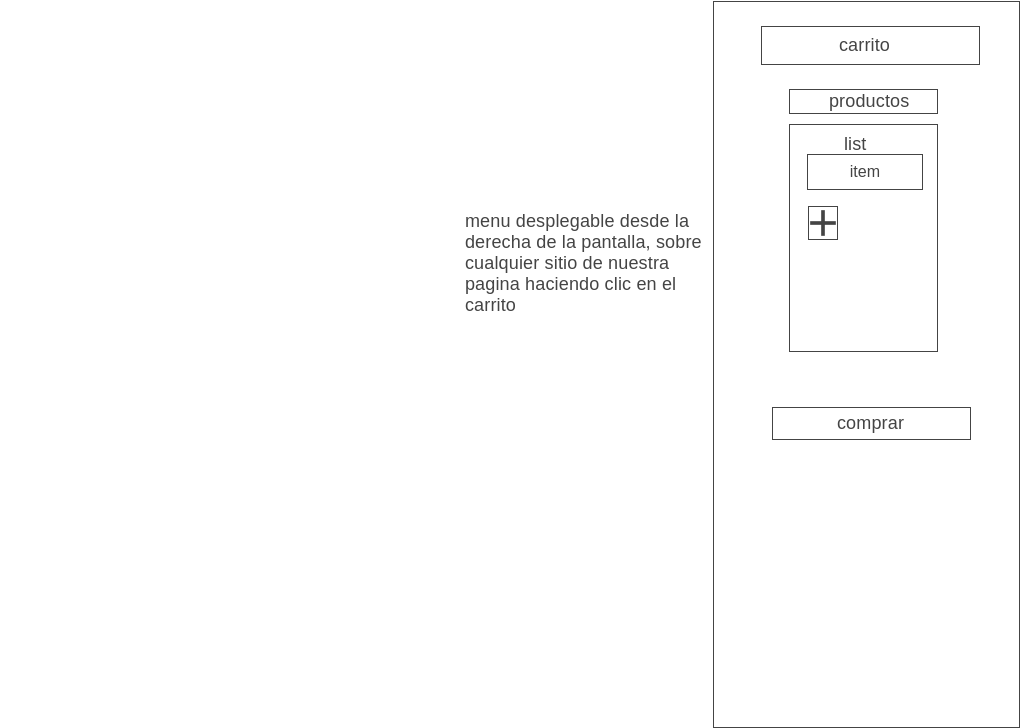 carrito
productos
list
item
menu desplegable desde la
derecha de la pantalla, sobre
cualquier sitio de nuestra
pagina haciendo clic en el
carrito
comprar